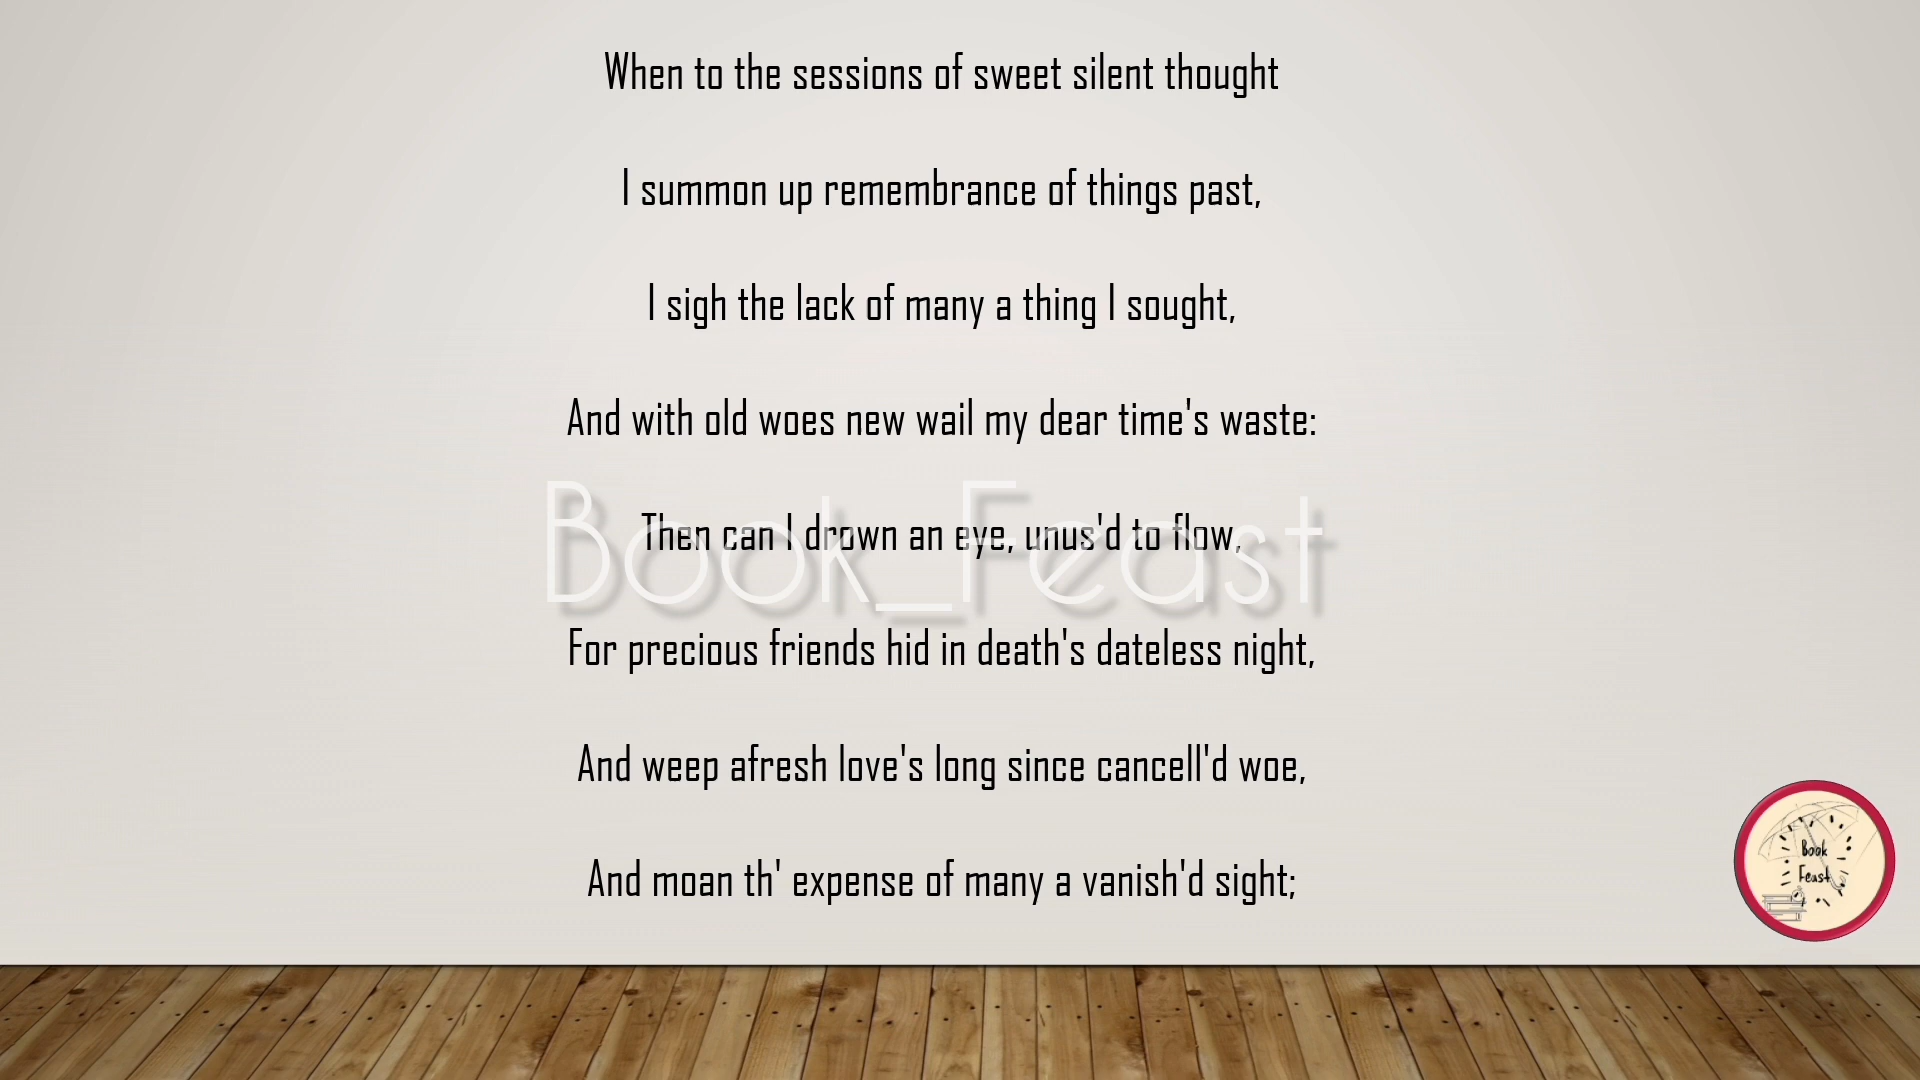 When to the sessions of sweet silent thought
I summon up remembrance of things past,
I sigh the lack of many a thing I sought,
And with old woes new wail my dear time's waste:
Then can I drown an eye, unus'd to flow,
Book_Feast
For precious friends hid in death's dateless night,
And weep afresh love's long since cancell'd woe,
And moan th' expense of many a vanish'd sight;
Book
Feast